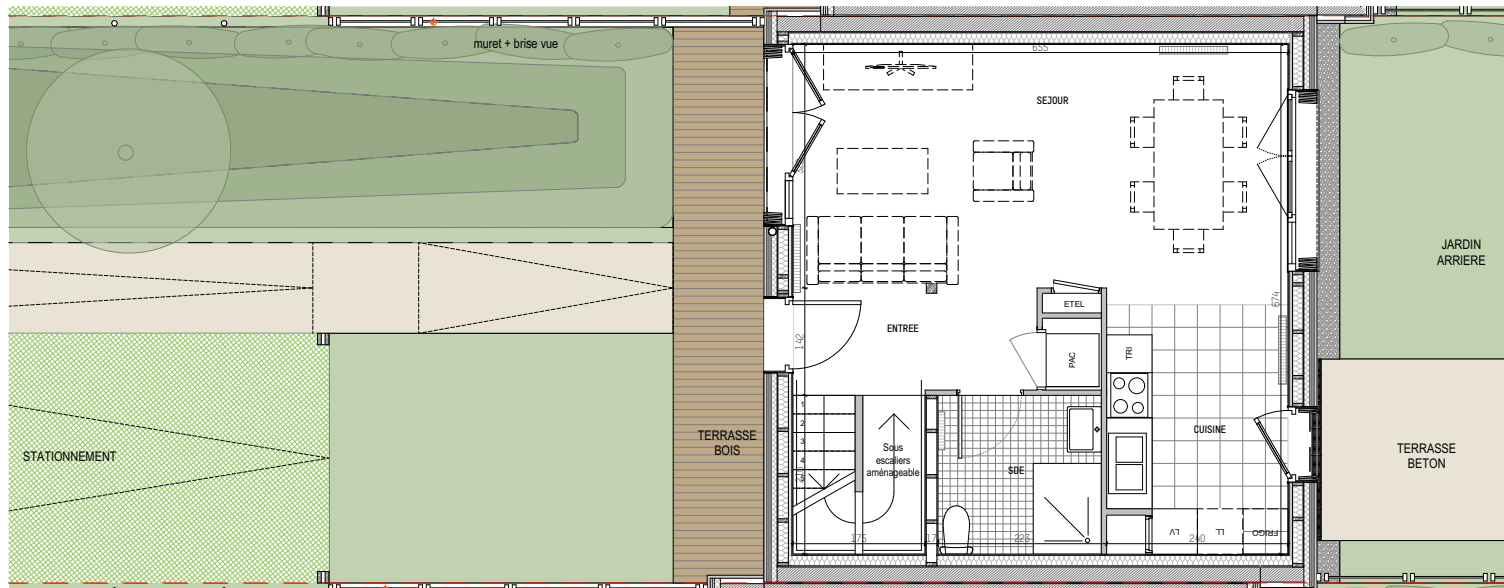 muret + brise vue
655
SEJOUR
JARDIN
ARRIERE
674
ETEL
ENTREE
142
PAC
TRI
1
2
3
4
5
CUISINE
TERRASSE
BOIS
Sous
escaliers
aménageable
STATIONNEMENT
TERRASSE
BETON
SDE
LV
LL
FRIGO
175
17
223
240